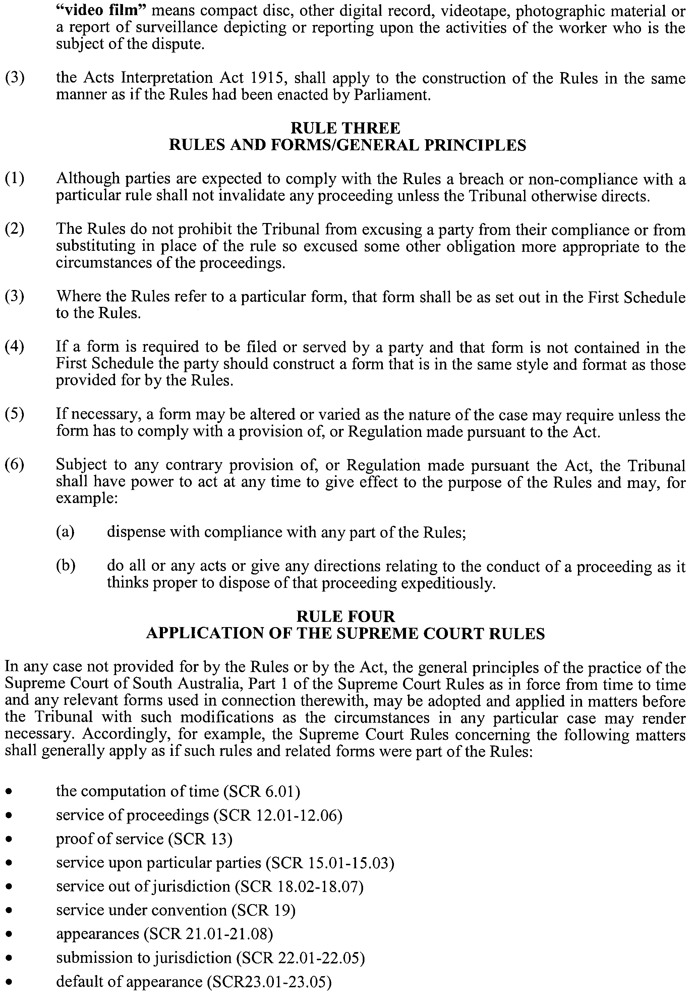 “video film” means compact disc, other digital record, videotape, photographic material or
a report of surveillance depicting or reporting upon the activities of the worker who is the
subject of the dispute.
(3) the Acts Interpretation Act 1915, shall apply to the construction of the Rules in the same
manner as if the Rules had been enacted by Parliament.
RULE THREE
RULES AND FORMS/GENERAL PRINCIPLES
(1) Although parties are expected to comply with the Rules a breach or non-compliance with a
particular rule shall not invalidate any proceeding unless the Tribunal otherwise directs.
(2) The Rules do not prohibit the Tribunal from excusing a party from their compliance or from
substituting in place of the rule so excused some other obligation more appropriate to the
circumstances of the proceedings.
(3) Where the Rules refer to a particular form, that form shall be as set out in the First Schedule
to the Rules.
(4) If a form is required to be filed or served by a party and that form is not contained in the
First Schedule the party should construct a form that is in the same style and format as those
provided for by the Rules.
(5) If necessary, a form may be altered or varied as the nature of the case may require unless the
form has to comply with a provision of, or Regulation made pursuant to the Act.
(6) Subject to any contrary provision of, or Regulation made pursuant the Act, the Tribunal
shall have power to act at any time to give effect to the purpose of the Rules and may, for
example:
(a) dispense with compliance with any part of the Rules;
(b) do all or any acts or give any directions relating to the conduct of a proceeding as it
thinks proper to dispose of that proceeding expeditiously.
RULE FOUR
APPLICATION OF THE SUPREME COURT RULES
In any case not provided for by the Rules or by the Act, the general principles of the practice of the
Supreme Court of South Australia, Part 1 of the Supreme Court Rules as in force from time to time
and any relevant forms used in connection therewith, may be adopted and applied in matters before
the Tribunal with such modifications as the circumstances in any particular case may render
necessary. Accordingly, for example, the Supreme Court Rules concerning the following matters
shall generally apply as if such rules and related forms were part of the Rules:
• the computation of time (SCR 6.01)
• service of proceedings (SCR 12.01-12.06)
• proof of service (SCR 13)
• service upon particular parties (SCR 15.01-15.03)
• service out of jurisdiction (SCR 18.02-18.07)
• service under convention (SCR 19)
• appearances (SCR 21.01-21.08)
• submission to jurisdiction (SCR 22.01-22.05)
• default of appearance (SCR23.01-23.05)